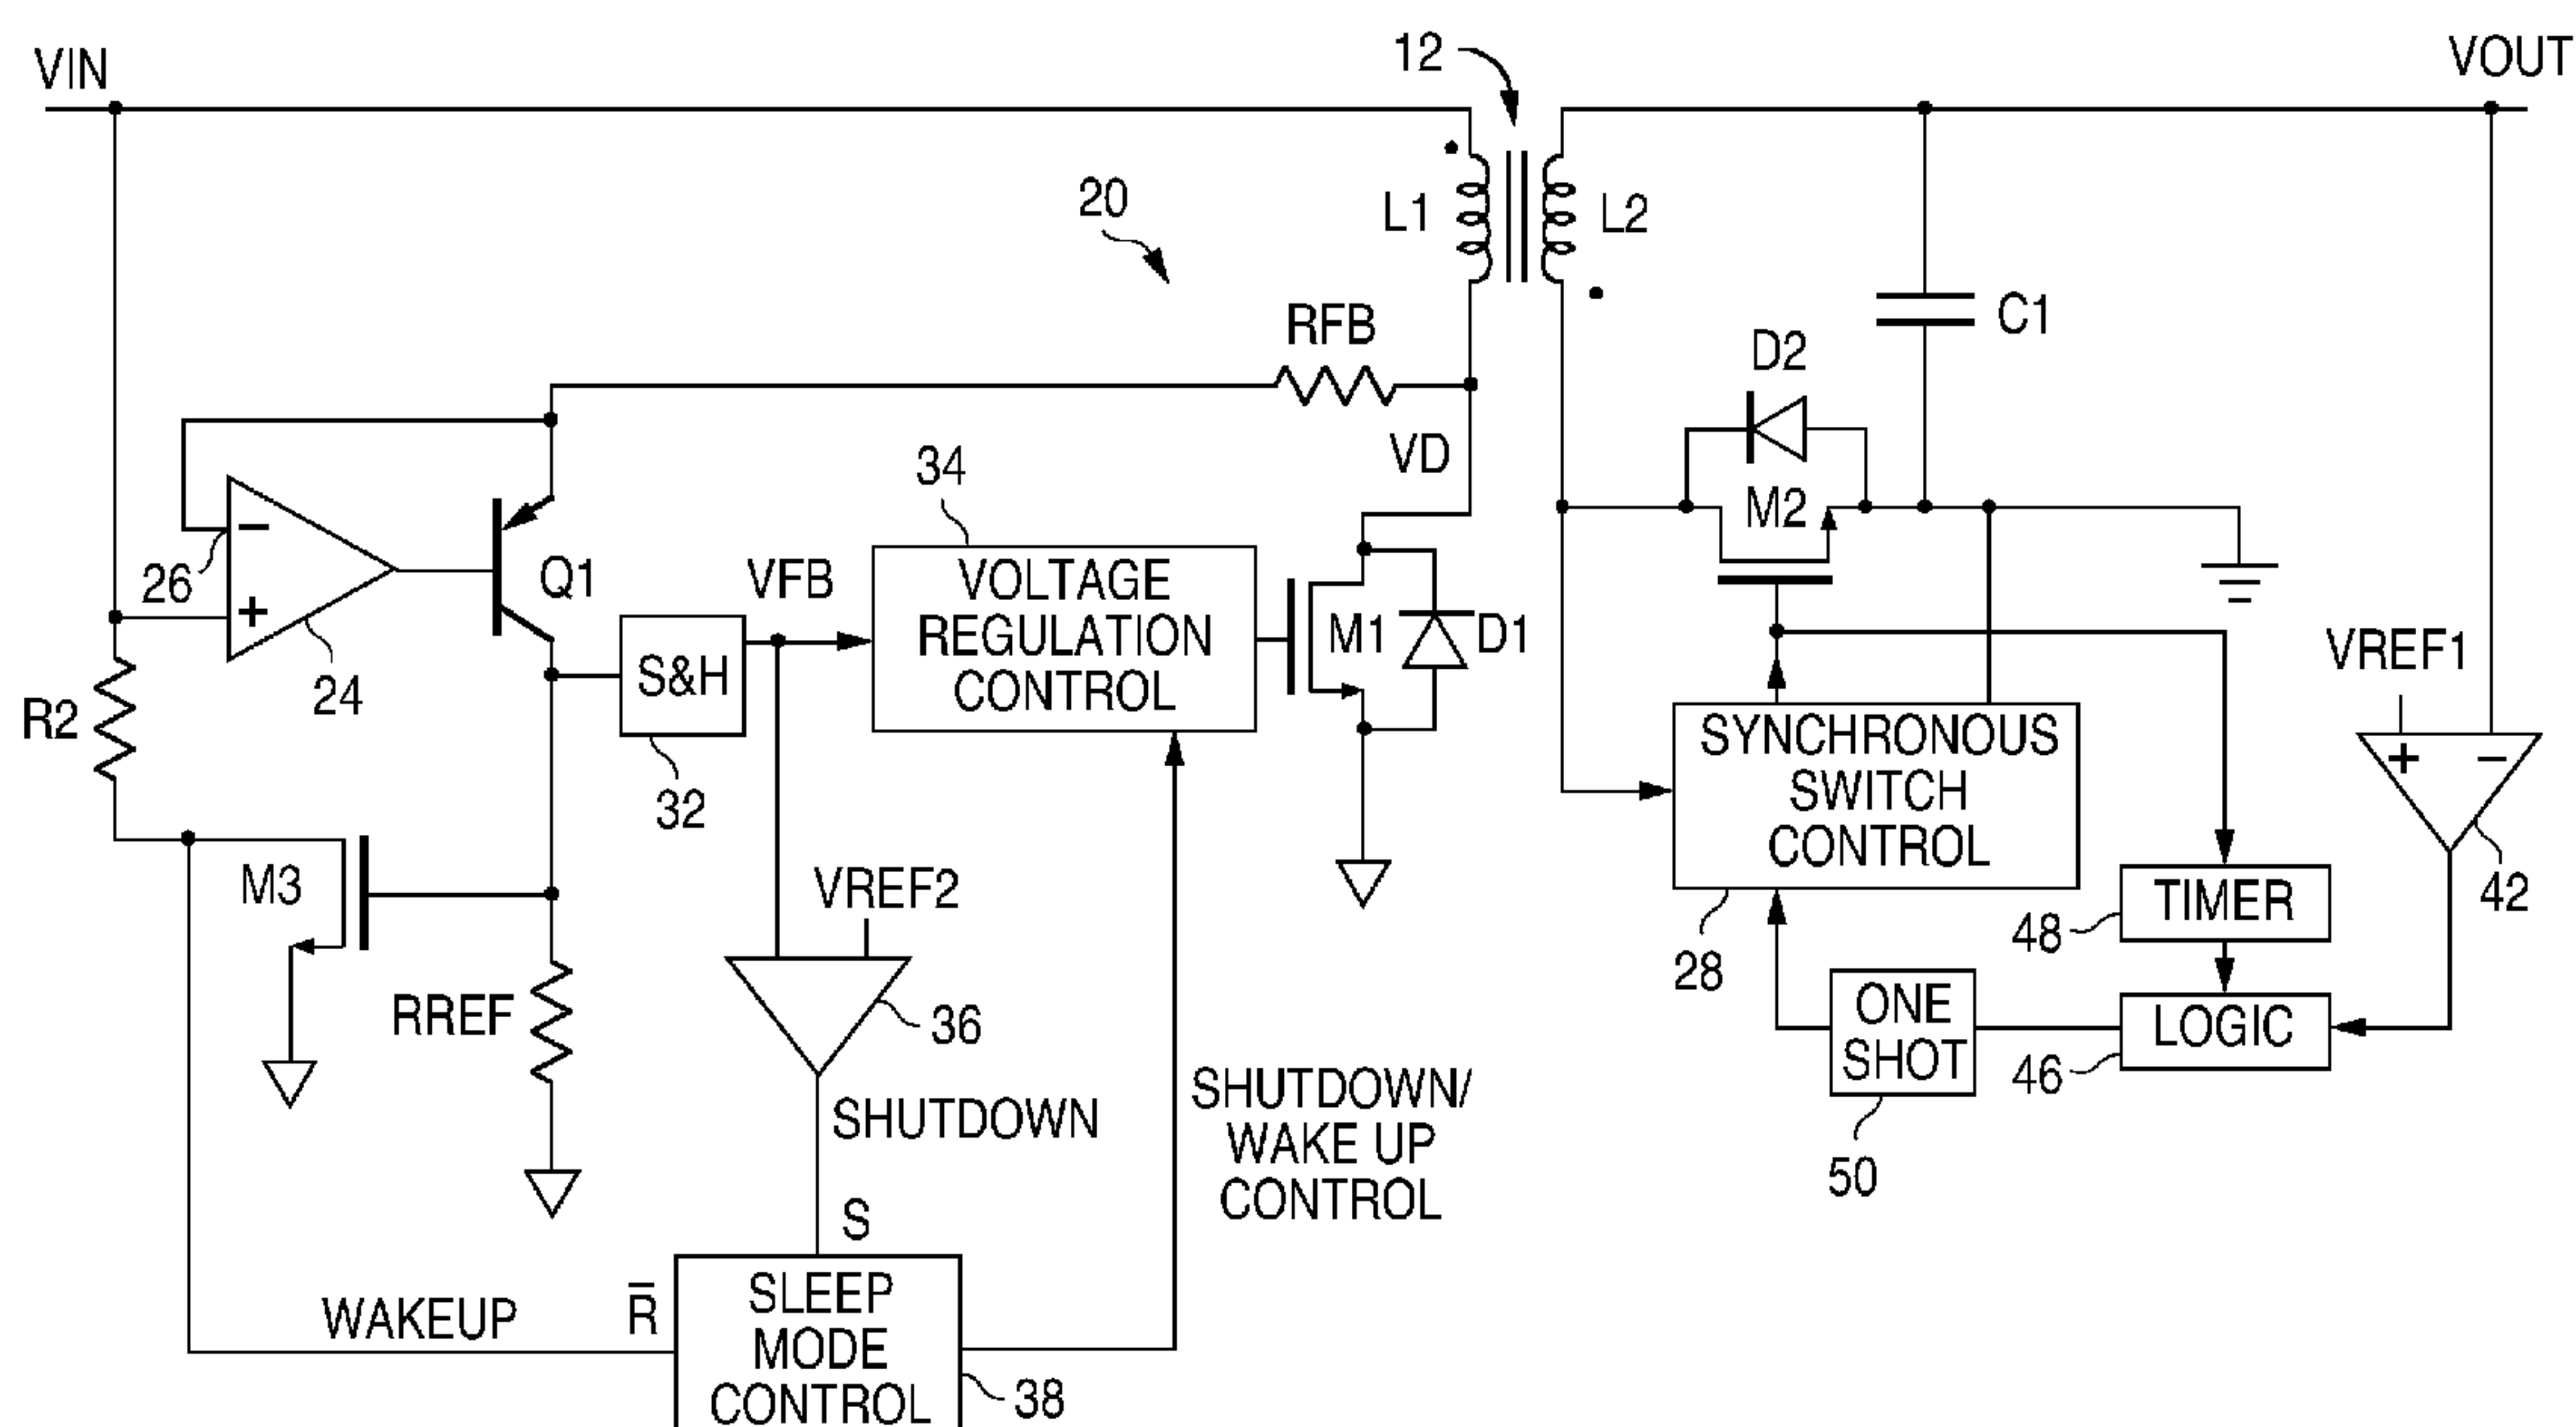 VIN
12
VOUT
20
L1
L2
RFB
C1
D2
VD
34
M2
26
Q1
VFB
VOLTAGE
REGULATION
CONTROL
M1
D1
VREF1
24
S&H
R2
32
SYNCHRONOUS
SWITCH
CONTROL
M3
VREF2
TIMER
42
48
28
RREF
36
ONE
SHOT
LOGIC
46
50
SHUTDOWN
SHUTDOWN/
WAKE UP
CONTROL
S
WAKEUP
R̅
SLEEP
MODE
CONTROL
38